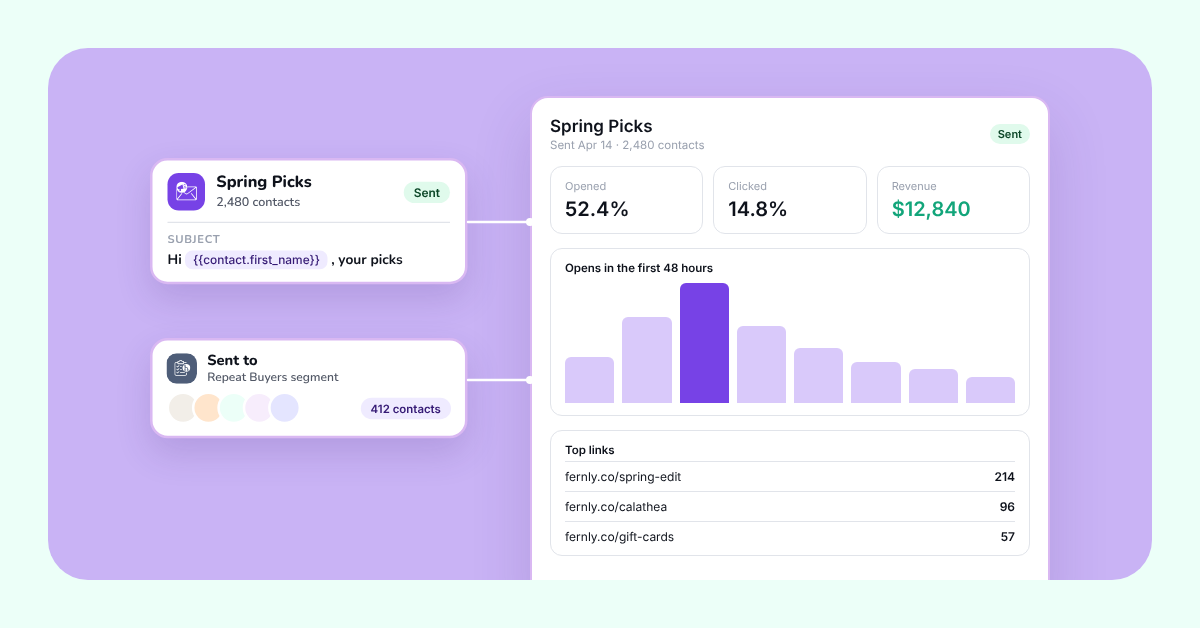 Spring Picks
2,480 contacts
Sent
SUBJECT
Hi {{contact.first_name}} , your picks
Sent to
Repeat Buyers segment
412 contacts
Spring Picks
Sent Apr 14 · 2,480 contacts
Sent
Opened
52.4%
Clicked
14.8%
Revenue
$12,840
Opens in the first 48 hours
Top links
fernly.co/spring-edit 214
fernly.co/calathea 96
fernly.co/gift-cards 57